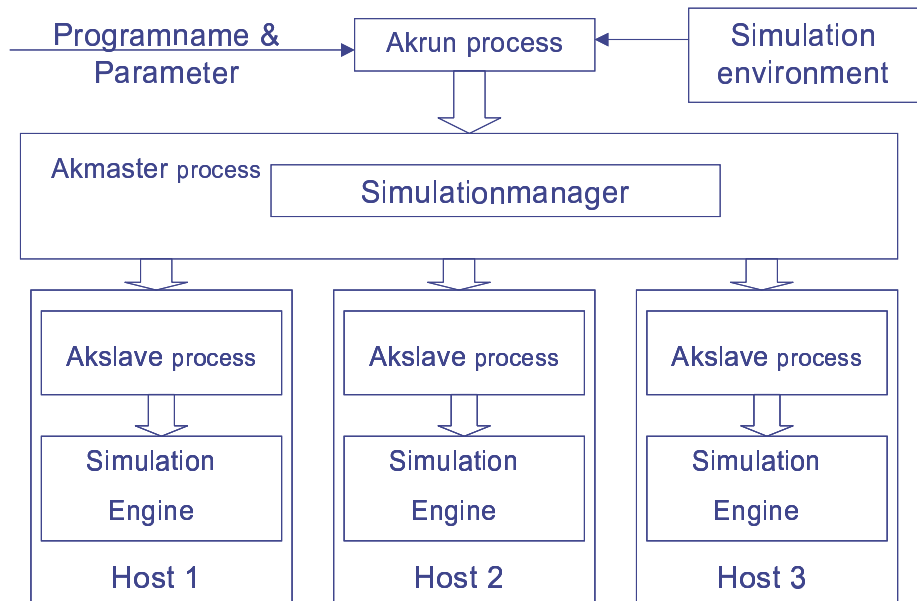 Programname &
Parameter
Akrun process
Simulation
environment
Akmaster process
Simulationmanager
Akslave process
Simulation
Engine
Host 1
Akslave process
Simulation
Engine
Host 2
Akslave process
Simulation
Engine
Host 3